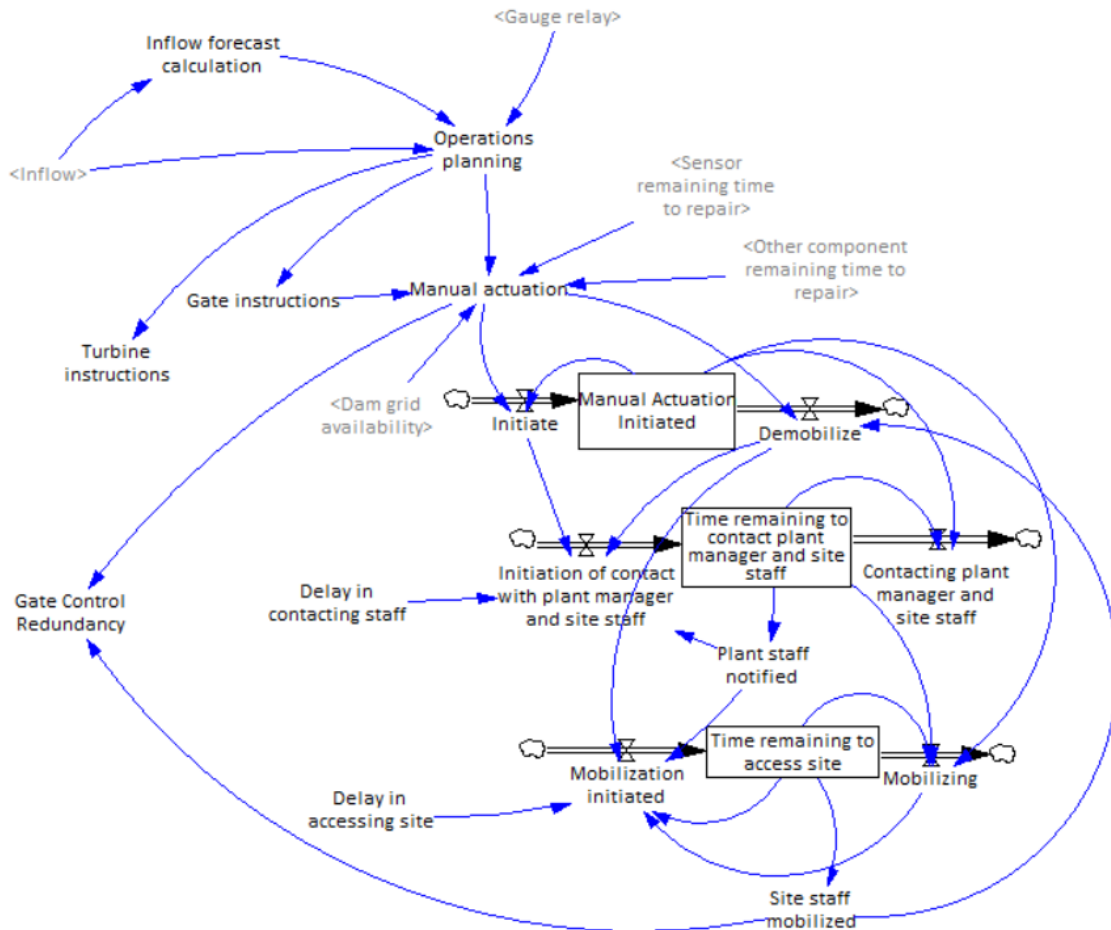 <Gauge relay>
Inflow forecast
calculation
Operations
planning
<Inflow>
<Sensor
remaining time
to repair>
<Other component
remaining time to
repair>
Gate instructions
Manual actuation
Turbine
instructions
<Dam grid
availability>
Initiate
Manual Actuation
Initiated
Demobilize
Time remaining to
contact plant
manager and site
staff
Initiation of contact
with plant manager
and site staff
Contacting plant
manager and
site staff
Delay in
contacting staff
Gate Control
Redundancy
Plant staff
notified
Time remaining to
access site
Mobilization
initiated
Mobilizing
Delay in
accessing site
Site staff
mobilized